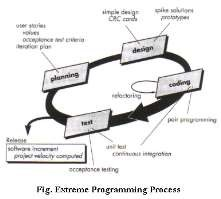 simple design
CRC cards
spike solutions
prototypes
user stories
values
acceptance test criteria
iteration plan
design
planning
coding
refactoring
test
pair programming
Release
software increment
project velocity computed
unit test
continuous integration
acceptance testing
Fig. Extreme Programming Process